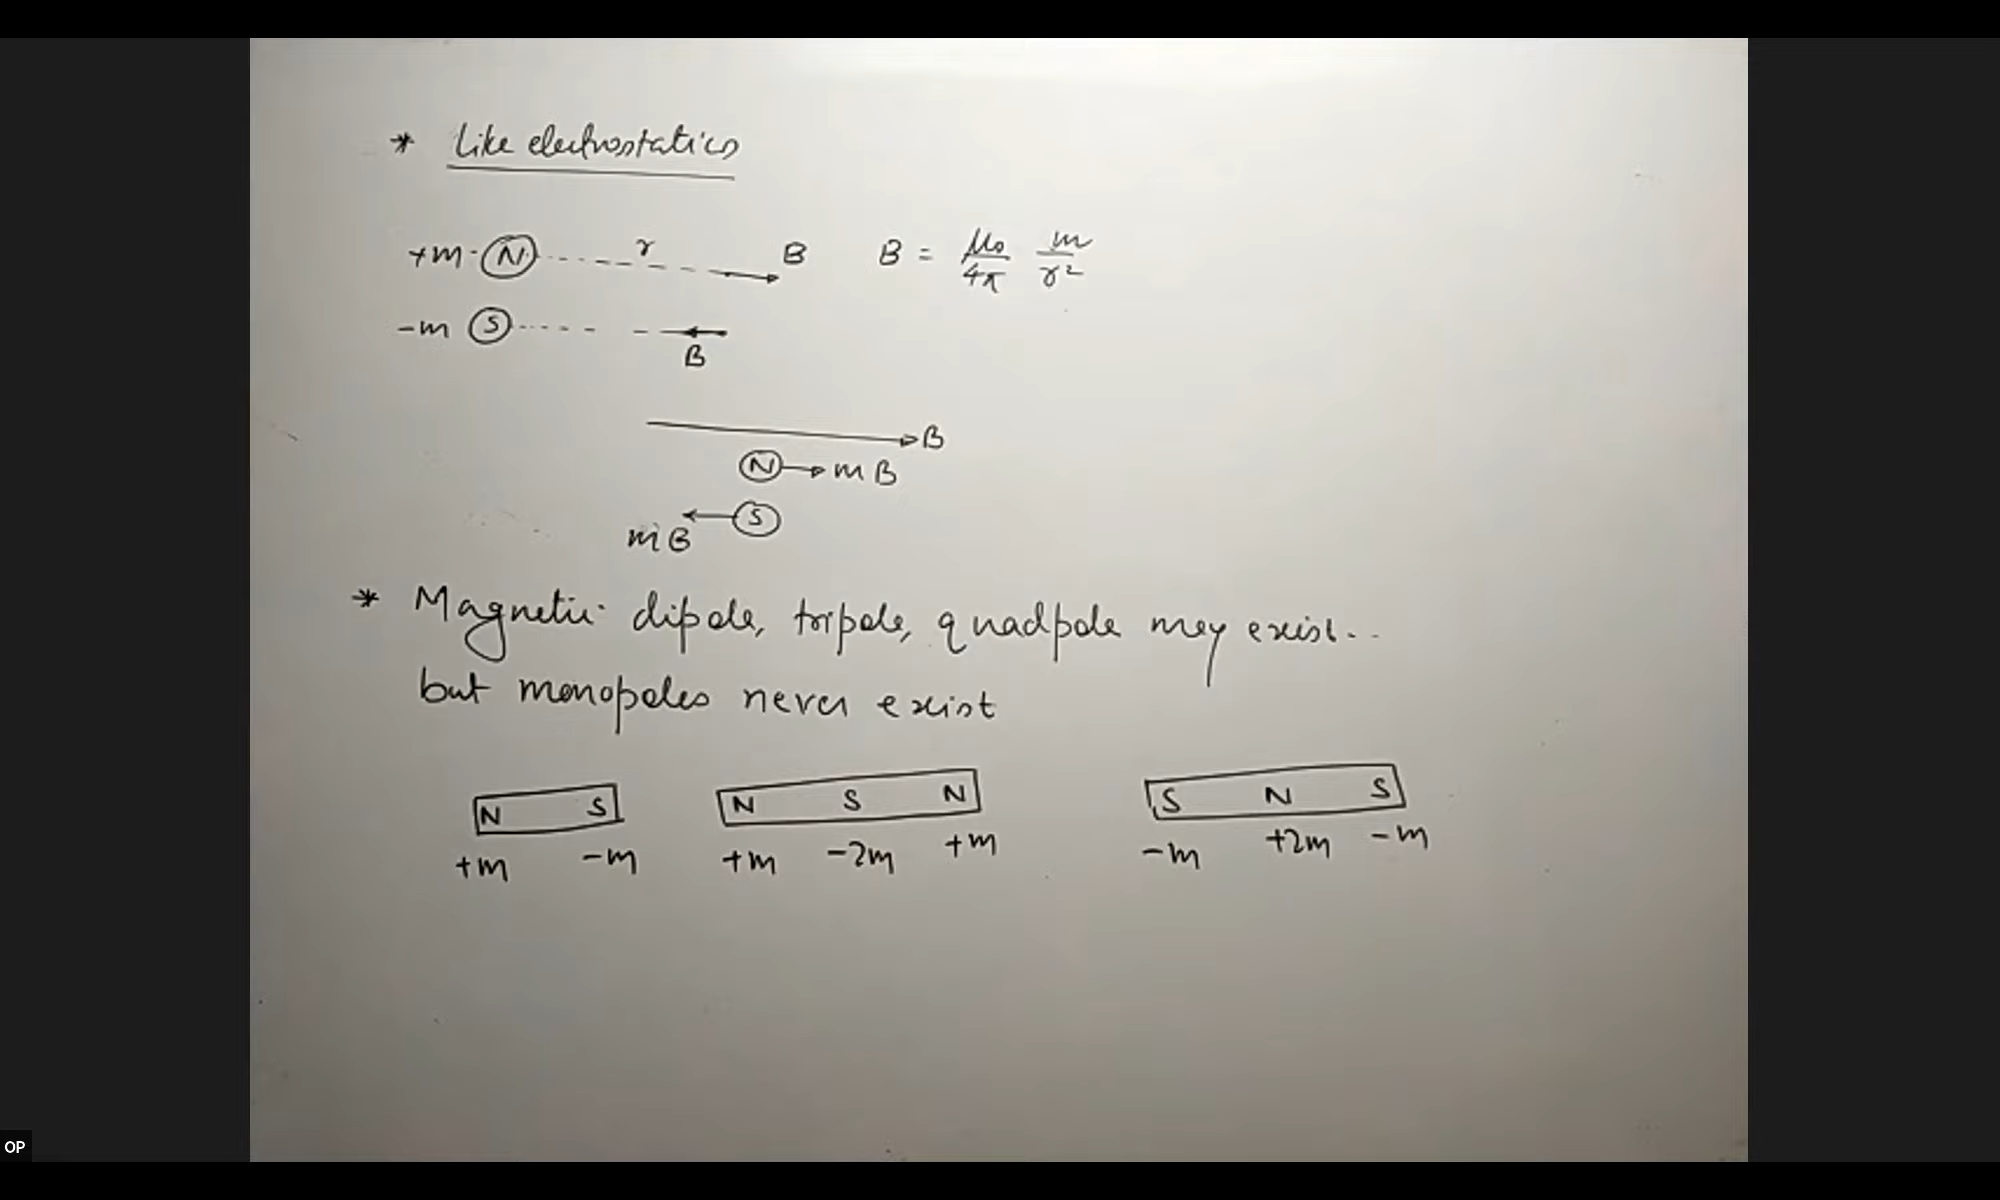 * Like electrostatics
+m (N) r B B = μ₀/4π m/r²
-m (S) B
B
(N) → mB
mB ← (S)
* Magnetic dipole, tripole, quadpole may exist..
but monopoles never exist
N S N S N S N S
+m -m +m -2m +m -m +2m -m
OP